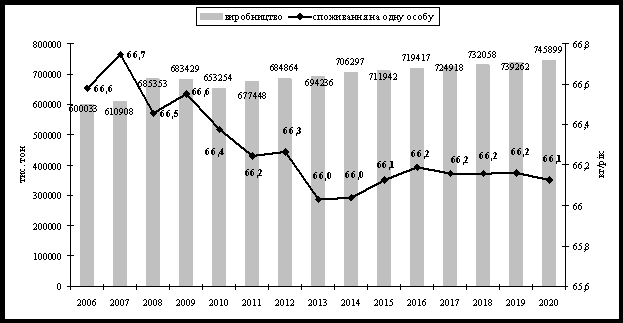 виробництво споживання на одну особу
800000 66,8
700000 66,6
600000 66,4
500000 66,2
400000 66
300000 65,8
200000 65,6
100000
0
тис. тон
кг/рік
600033 610908 685353 683429 653254 677448 684864 694236 706297 711942 719417 724918 732058 739262 745899
66,6 66,7 66,5 66,6 66,4 66,2 66,3 66,0 66,0 66,1 66,2 66,2 66,2 66,2 66,1
2006 2007 2008 2009 2010 2011 2012 2013 2014 2015 2016 2017 2018 2019 2020